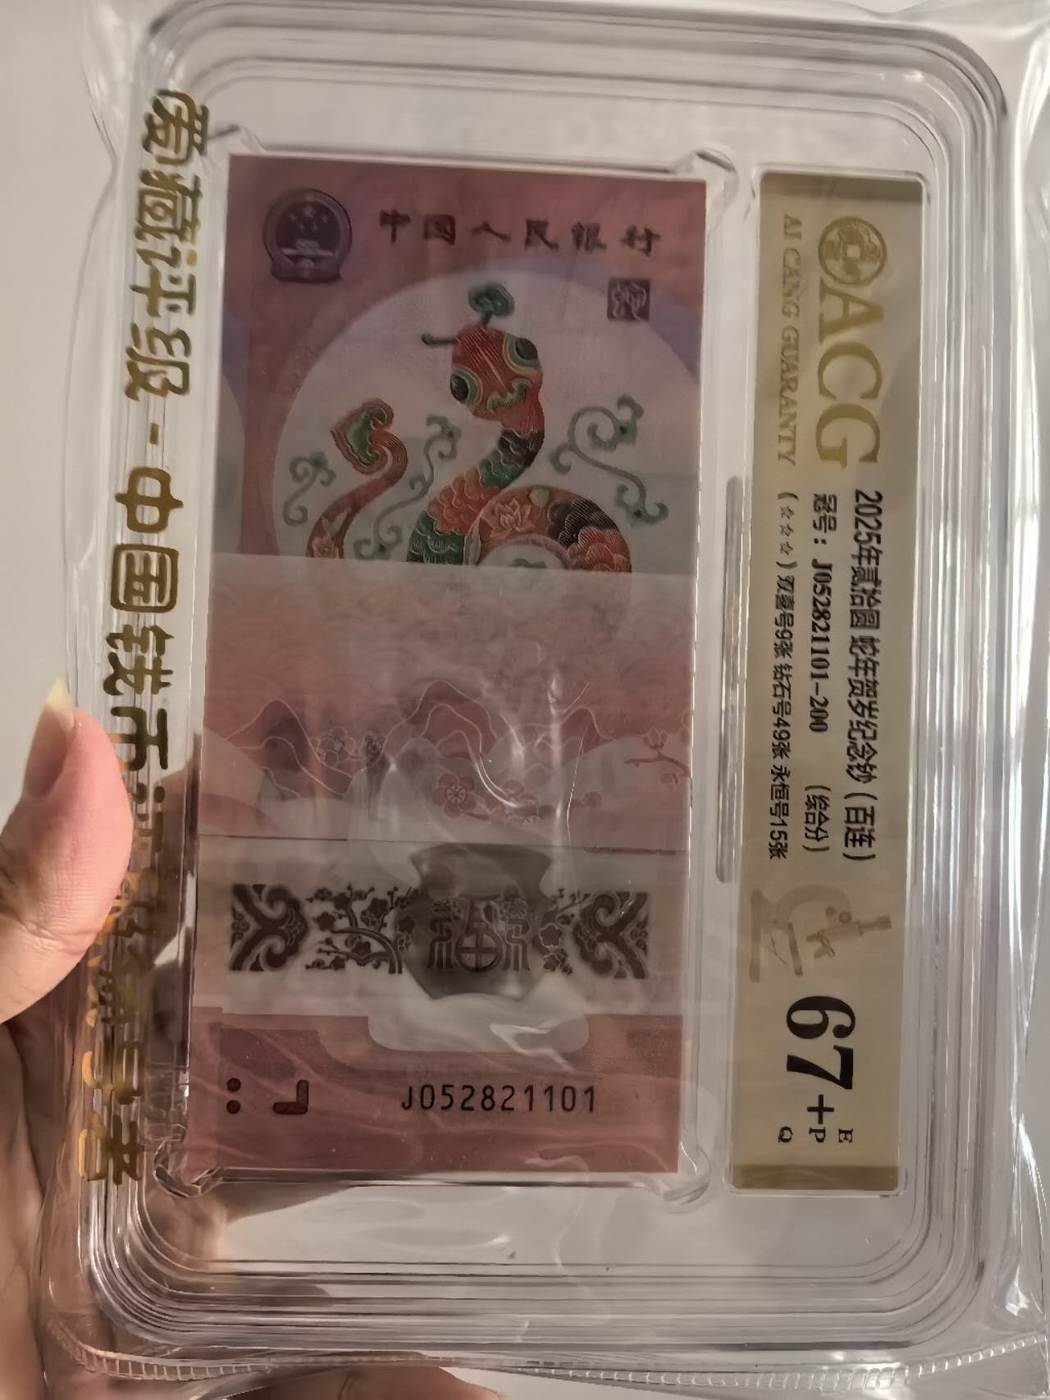 中国人民银行
J052821101
ACG
AI CANG GUARANTY
2025年贰拾圆 蛇年贺岁纪念钞(百连)
冠号: J052821101-200 (综合分)
(☆☆☆) 双喜号9张 钻石号49张 永恒号15张
67+
E
P
Q
爱藏评级-中国钱币